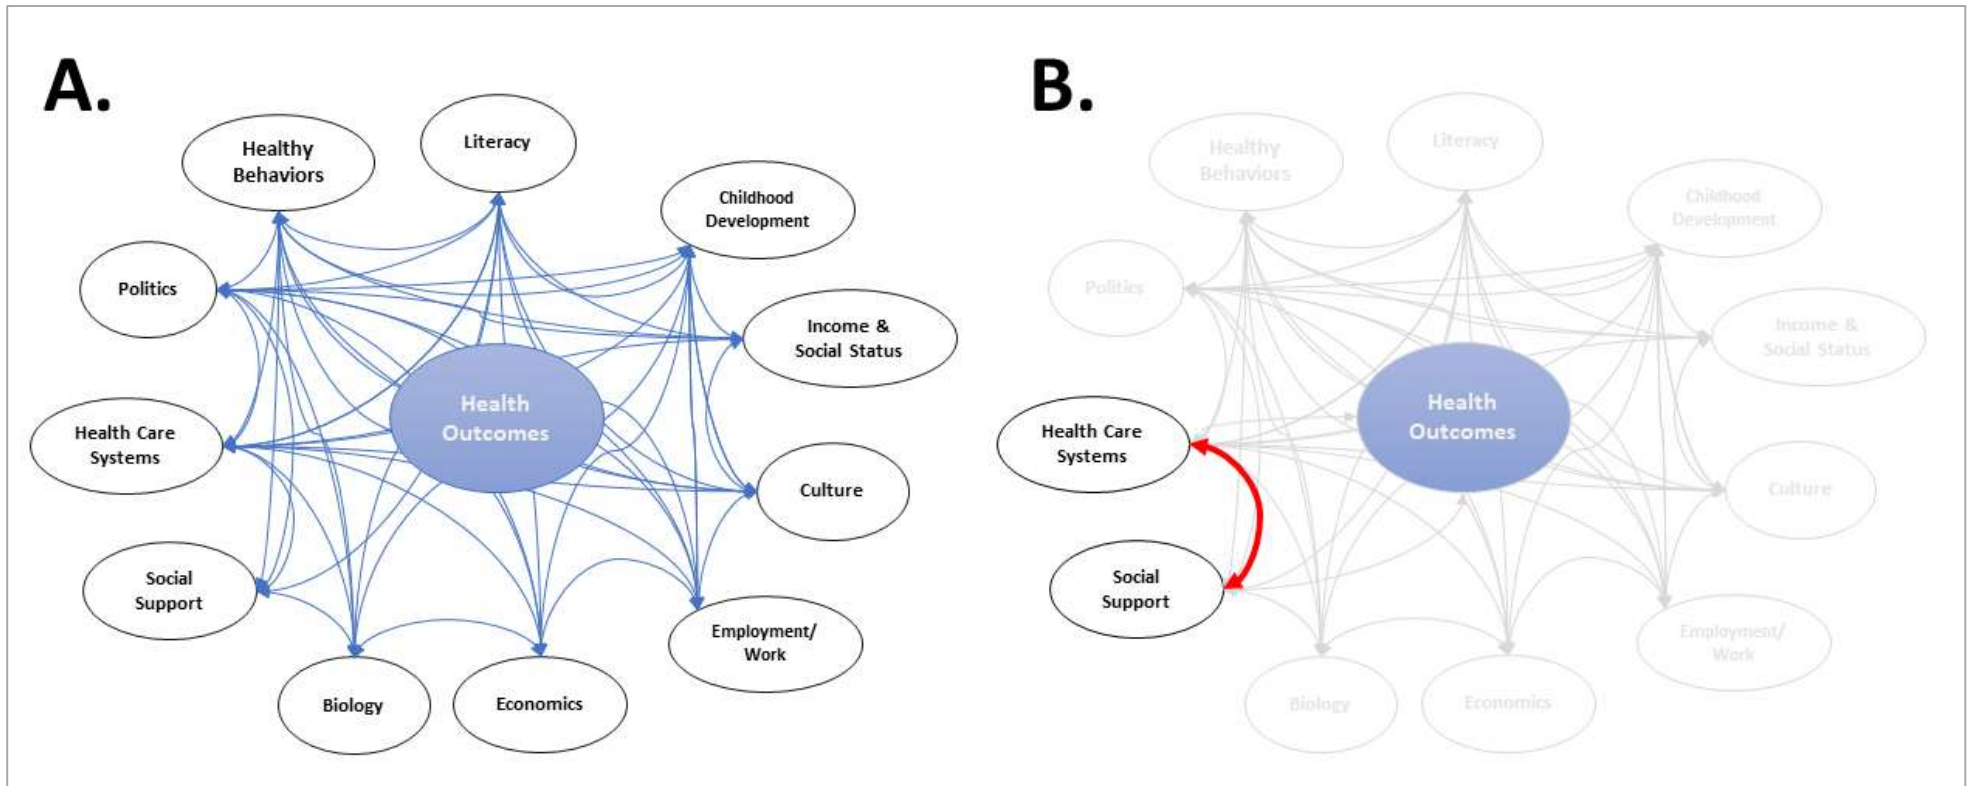 A.
Healthy
Behaviors
Literacy
Childhood
Development
Politics
Income &
Social Status
Health
Outcomes
Health Care
Systems
Culture
Social
Support
Employment/
Work
Biology
Economics
B.
Healthy
Behaviors
Literacy
Childhood
Development
Politics
Income &
Social Status
Health
Outcomes
Health Care
Systems
Culture
Social
Support
Employment/
Work
Biology
Economics